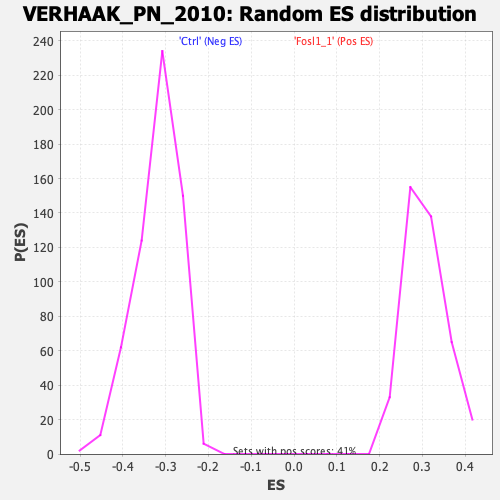 VERHAAK_PN_2010: Random ES distribution
'Ctrl' (Neg ES) 'Fosl1_1' (Pos ES)
240
220
200
180
160
140
120
100
80
60
40
20
0
P(ES)
Sets with pos scores: 41%
-0.5 -0.4 -0.3 -0.2 -0.1 0.0 0.1 0.2 0.3 0.4
ES